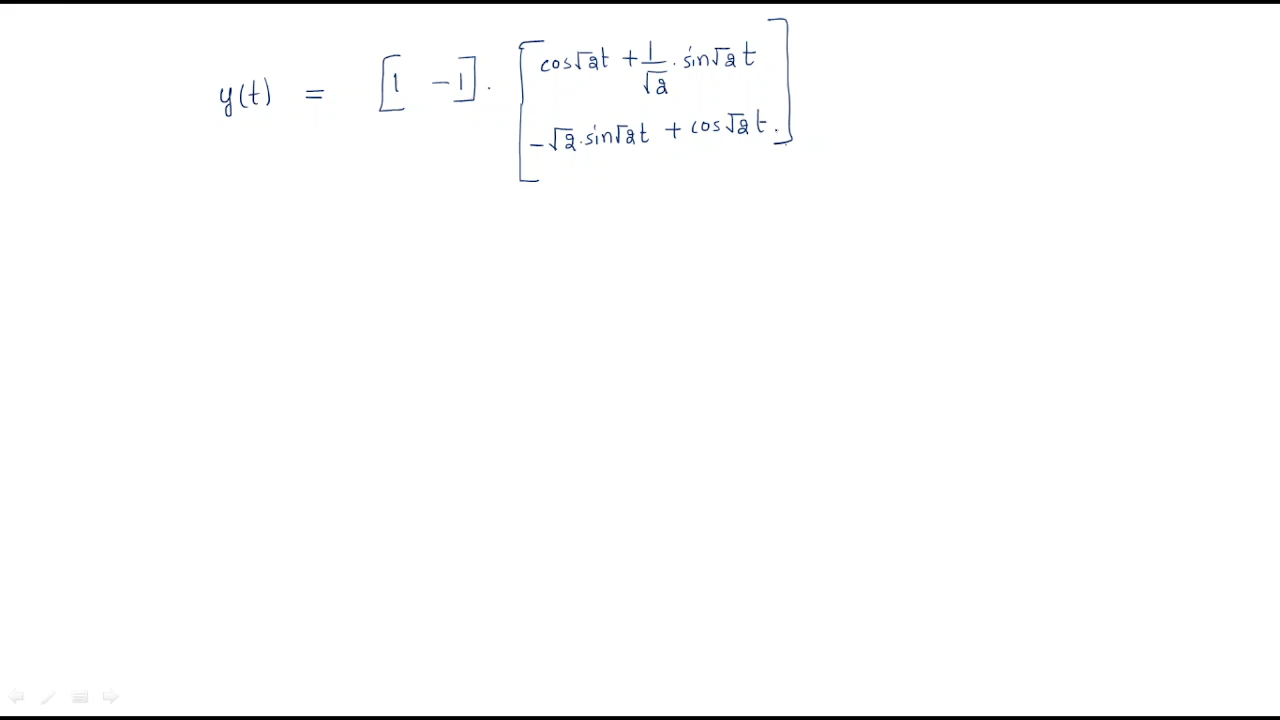 y(t) = [1 -1] . [cos√2t + 1/√2 . sin√2t
-√2 . sin√2t + cos√2t .]